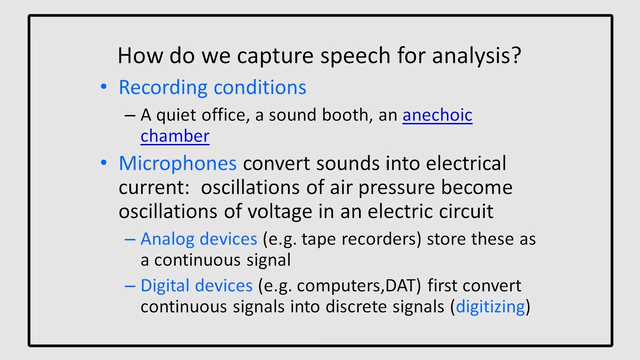 How do we capture speech for analysis?
• Recording conditions
– A quiet office, a sound booth, an anechoic
chamber
• Microphones convert sounds into electrical
current:  oscillations of air pressure become
oscillations of voltage in an electric circuit
– Analog devices (e.g. tape recorders) store these as
a continuous signal
– Digital devices (e.g. computers,DAT) first convert
continuous signals into discrete signals (digitizing)